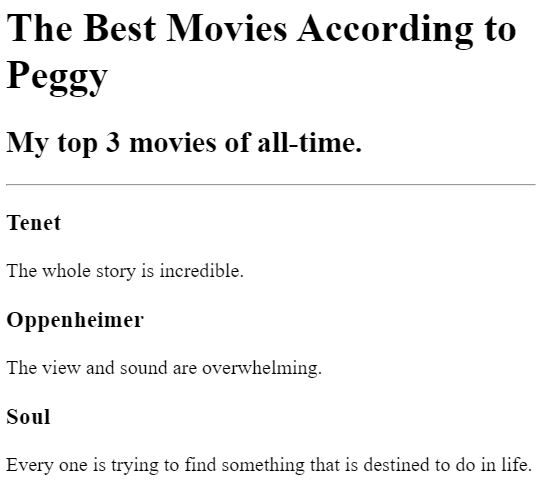 The Best Movies According to
Peggy
My top 3 movies of all-time.
Tenet
The whole story is incredible.
Oppenheimer
The view and sound are overwhelming.
Soul
Every one is trying to find something that is destined to do in life.